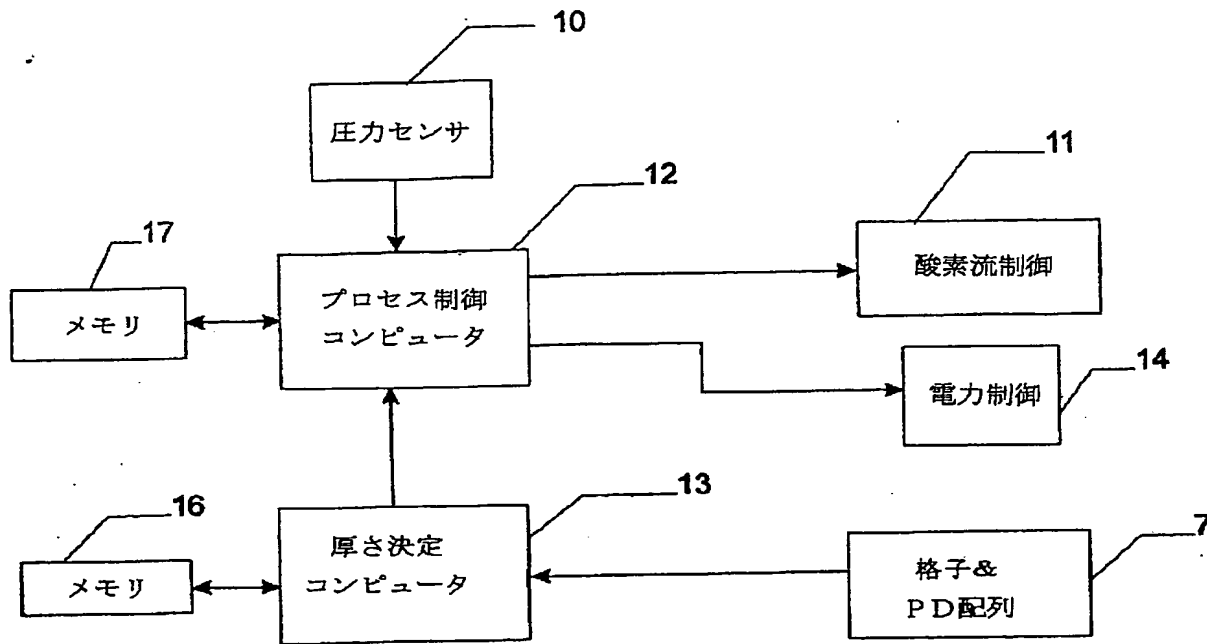 10
圧力センサ
11
12
酸素流制御
17
プロセス制御
コンピュータ
メモリ
14
電力制御
13
16
厚さ決定
コンピュータ
7
格子&
PD配列
メモリ